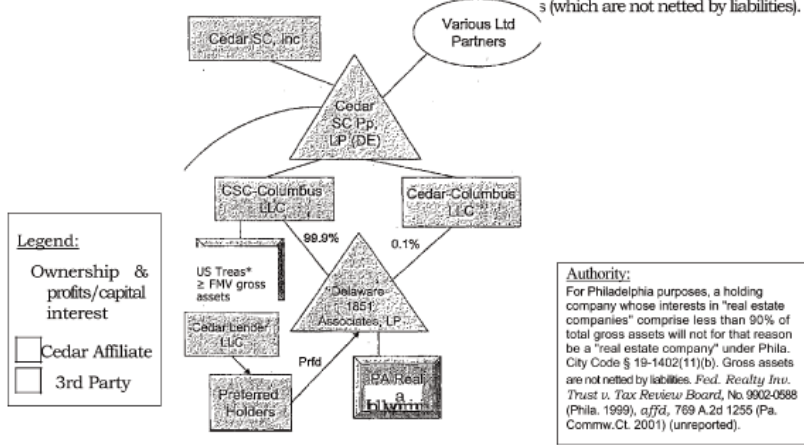 s (which are not netted by liabilities).
Cedar SC, Inc
Various Ltd
Partners
Cedar
SC Pp,
LP (DE)
CSC-Columbus
LLC
Cedar-Columbus
LLC
99.9%
0.1%
US Treas*
≥ FMV gross
assets
Delaware
1851
Associates, LP
Cedar Lender
LLC
Prfd
Preferred
Holders
PA Real
Legend:
Ownership &
profits/capital
interest
Cedar Affiliate
3rd Party
Authority:
For Philadelphia purposes, a holding
company whose interests in "real estate
companies" comprise less than 90% of
total gross assets will not for that reason
be a "real estate company" under Phila.
City Code § 19-1402(11)(b). Gross assets
are not netted by liabilities. Fed. Realty Inv.
Trust v. Tax Review Board, No. 9902-0588
(Phila. 1999), affd, 769 A.2d 1255 (Pa.
Commw.Ct. 2001) (unreported).